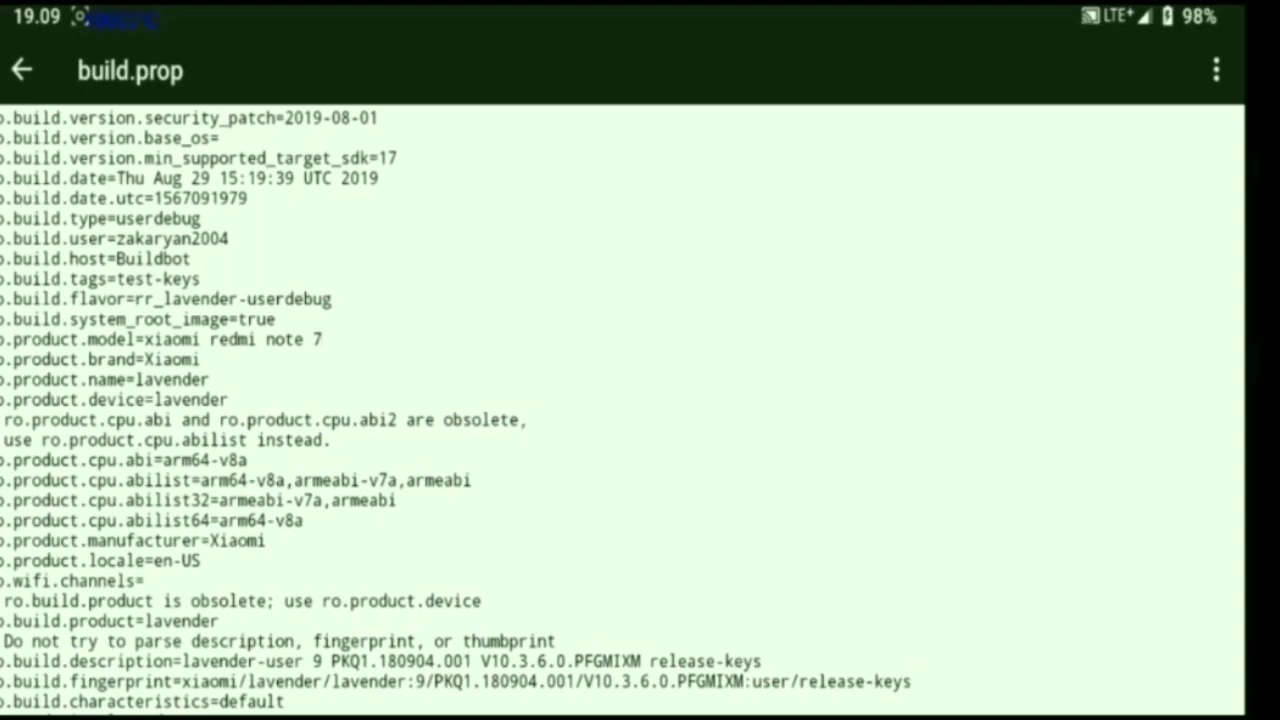 19.09
LTE+ 98%
build.prop
o.build.version.security_patch=2019-08-01
o.build.version.base_os=
o.build.version.min_supported_target_sdk=17
o.build.date=Thu Aug 29 15:19:39 UTC 2019
o.build.date.utc=1567091979
o.build.type=userdebug
o.build.user=zakaryan2004
o.build.host=Buildbot
o.build.tags=test-keys
o.build.flavor=rr_lavender-userdebug
o.build.system_root_image=true
o.product.model=xiaomi redmi note 7
o.product.brand=Xiaomi
o.product.name=lavender
o.product.device=lavender
ro.product.cpu.abi and ro.product.cpu.abi2 are obsolete,
use ro.product.cpu.abilist instead.
o.product.cpu.abi=arm64-v8a
o.product.cpu.abilist=arm64-v8a,armeabi-v7a,armeabi
o.product.cpu.abilist32=armeabi-v7a,armeabi
o.product.cpu.abilist64=arm64-v8a
o.product.manufacturer=Xiaomi
o.product.locale=en-US
o.wifi.channels=
ro.build.product is obsolete; use ro.product.device
o.build.product=lavender
Do not try to parse description, fingerprint, or thumbprint
o.build.description=lavender-user 9 PKQ1.180904.001 V10.3.6.0.PFGMIXM release-keys
o.build.fingerprint=xiaomi/lavender/lavender:9/PKQ1.180904.001/V10.3.6.0.PFGMIXM:user/release-keys
o.build.characteristics=default